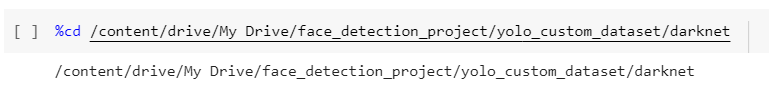 [ ] %cd /content/drive/My Drive/face_detection_project/yolo_custom_dataset/darknet
/content/drive/My Drive/face_detection_project/yolo_custom_dataset/darknet